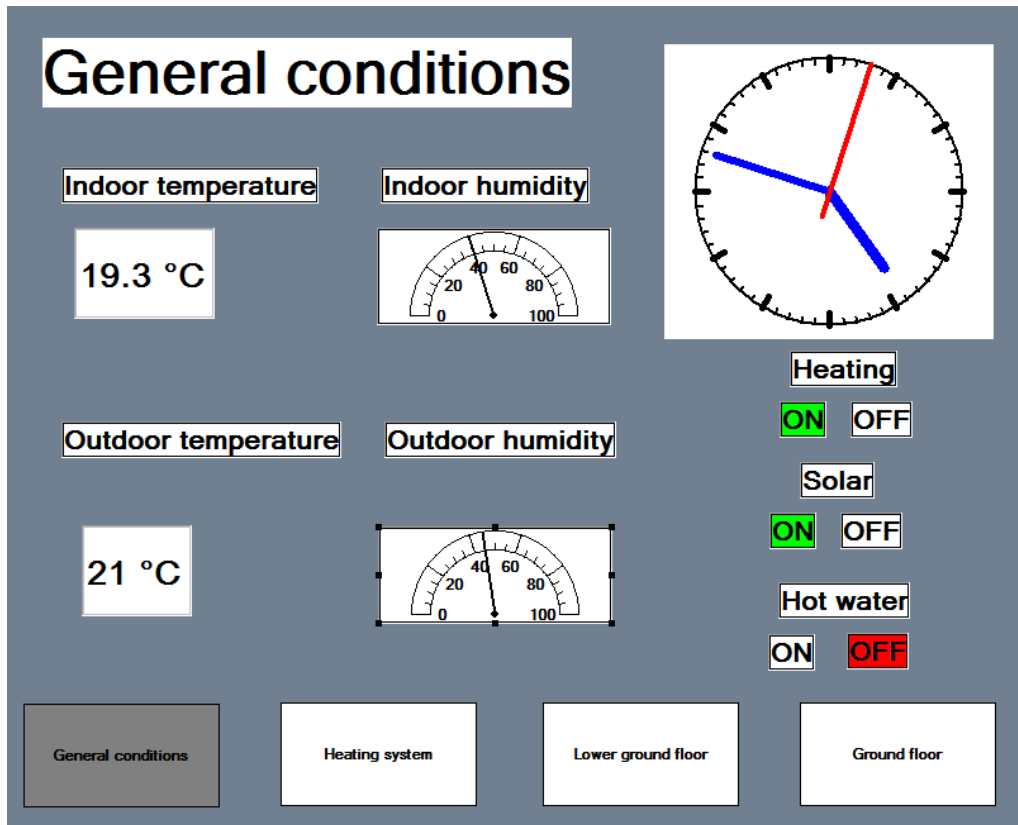 General conditions
Indoor temperature
Indoor humidity
19.3 °C
0 20 40 60 80 100
Heating
ON OFF
Outdoor temperature
Outdoor humidity
Solar
ON OFF
21 °C
0 20 40 60 80 100
Hot water
ON OFF
General conditions
Heating system
Lower ground floor
Ground floor